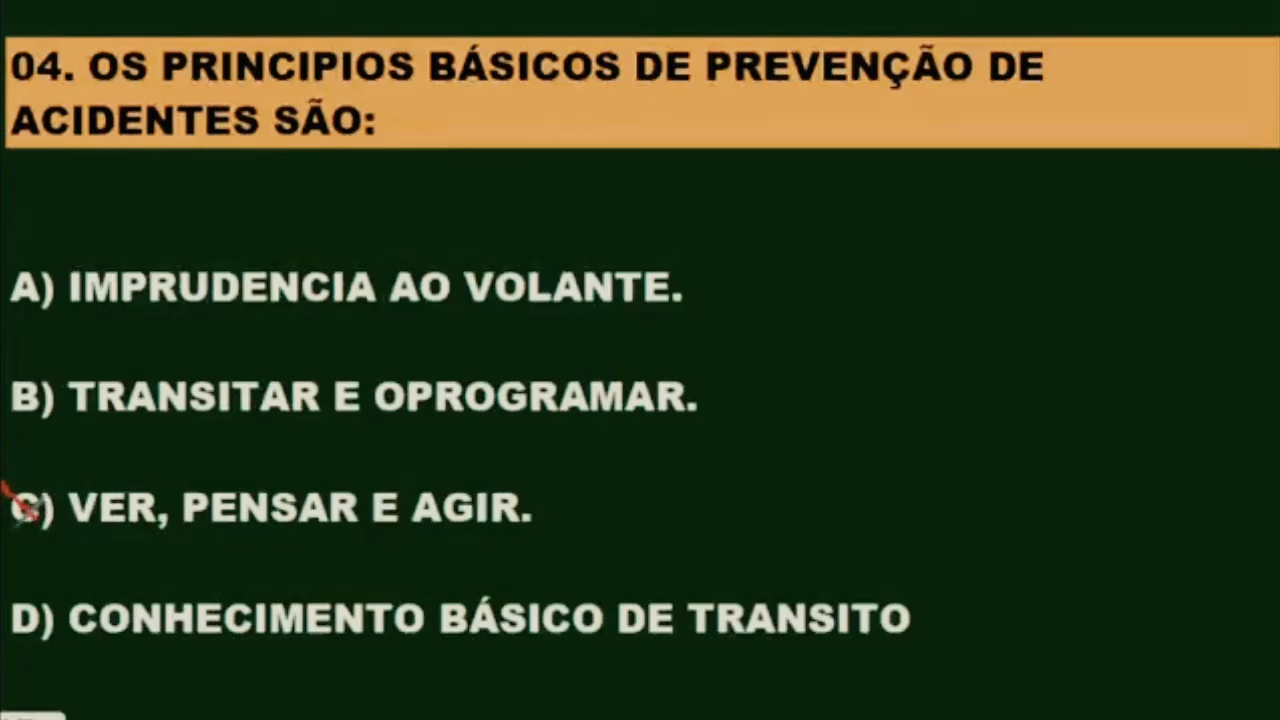 04. OS PRINCIPIOS BÁSICOS DE PREVENÇÃO DE
ACIDENTES SÃO:
A) IMPRUDENCIA AO VOLANTE.
B) TRANSITAR E OPROGRAMAR.
C) VER, PENSAR E AGIR.
D) CONHECIMENTO BÁSICO DE TRANSITO